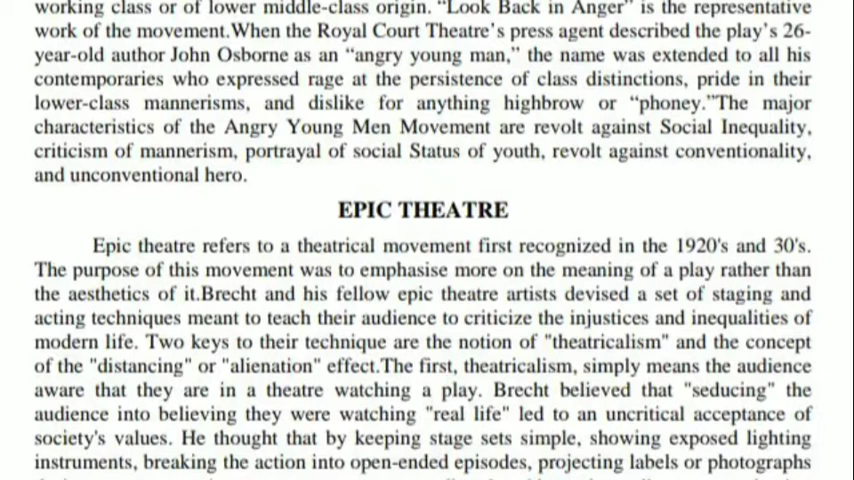 working class or of lower middle-class origin. “Look Back in Anger” is the representative
work of the movement.When the Royal Court Theatre’s press agent described the play’s 26-
year-old author John Osborne as an “angry young man,” the name was extended to all his
contemporaries who expressed rage at the persistence of class distinctions, pride in their
lower-class mannerisms, and dislike for anything highbrow or “phoney.”The major
characteristics of the Angry Young Men Movement are revolt against Social Inequality,
criticism of mannerism, portrayal of social Status of youth, revolt against conventionality,
and unconventional hero.
EPIC THEATRE
Epic theatre refers to a theatrical movement first recognized in the 1920's and 30's.
The purpose of this movement was to emphasise more on the meaning of a play rather than
the aesthetics of it.Brecht and his fellow epic theatre artists devised a set of staging and
acting techniques meant to teach their audience to criticize the injustices and inequalities of
modern life. Two keys to their technique are the notion of "theatricalism" and the concept
of the "distancing" or "alienation" effect.The first, theatricalism, simply means the audience
aware that they are in a theatre watching a play. Brecht believed that "seducing" the
audience into believing they were watching "real life" led to an uncritical acceptance of
society's values. He thought that by keeping stage sets simple, showing exposed lighting
instruments, breaking the action into open-ended episodes, projecting labels or photographs